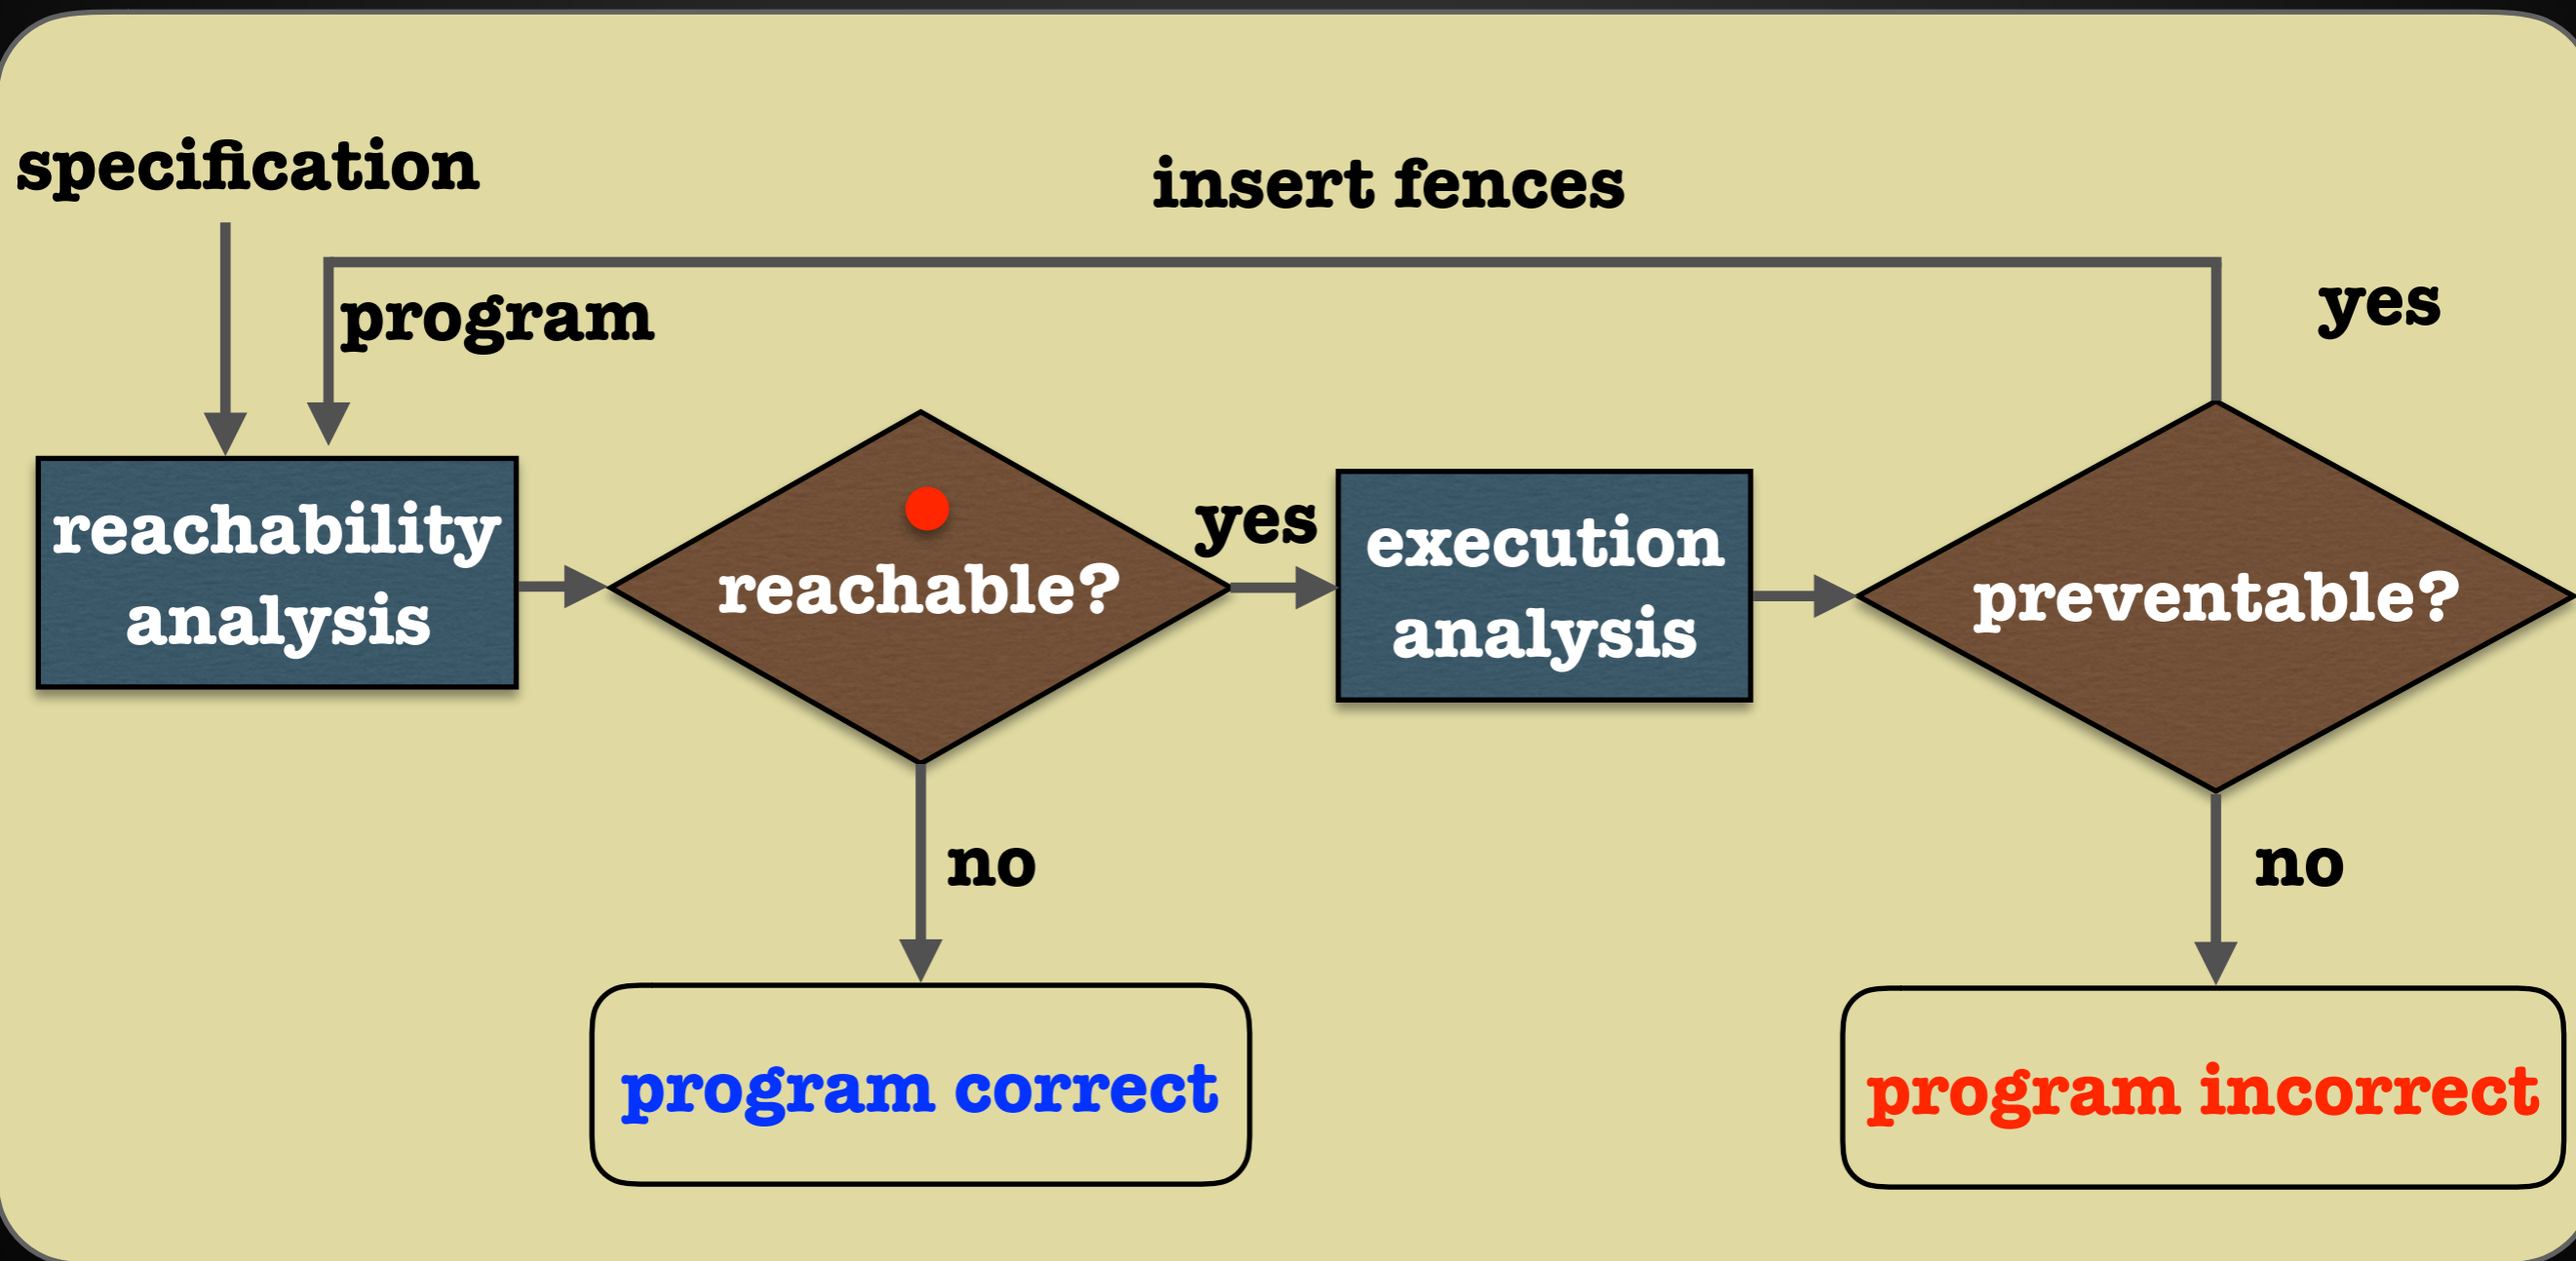 specification
insert fences
program
yes
reachability
analysis
reachable?
yes
execution
analysis
preventable?
no
no
program correct
program incorrect